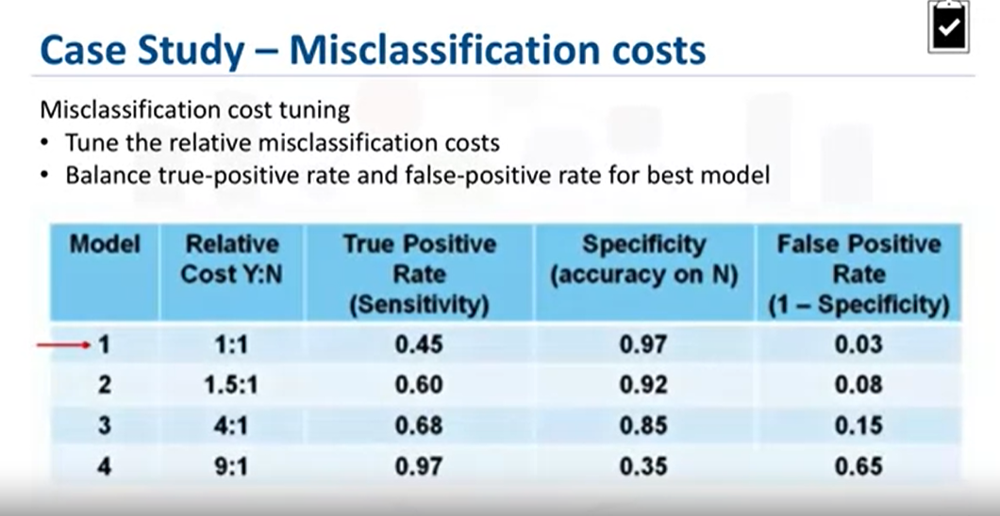 Case Study – Misclassification costs
Misclassification cost tuning
• Tune the relative misclassification costs
• Balance true-positive rate and false-positive rate for best model
Model Relative Cost Y:N True Positive Rate (Sensitivity) Specificity (accuracy on N) False Positive Rate (1 – Specificity)
1 1:1 0.45 0.97 0.03
2 1.5:1 0.60 0.92 0.08
3 4:1 0.68 0.85 0.15
4 9:1 0.97 0.35 0.65